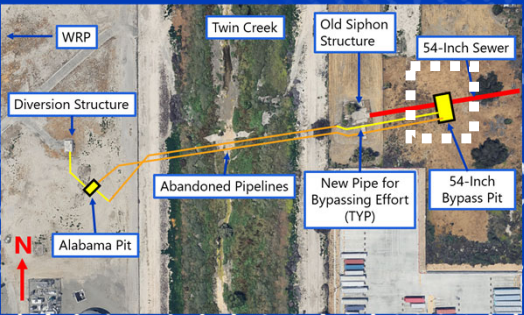 WRP
Twin Creek
Old Siphon
Structure
54-Inch Sewer
Diversion Structure
Abandoned Pipelines
New Pipe for
Bypassing Effort
(TYP)
54-Inch
Bypass Pit
Alabama Pit
N